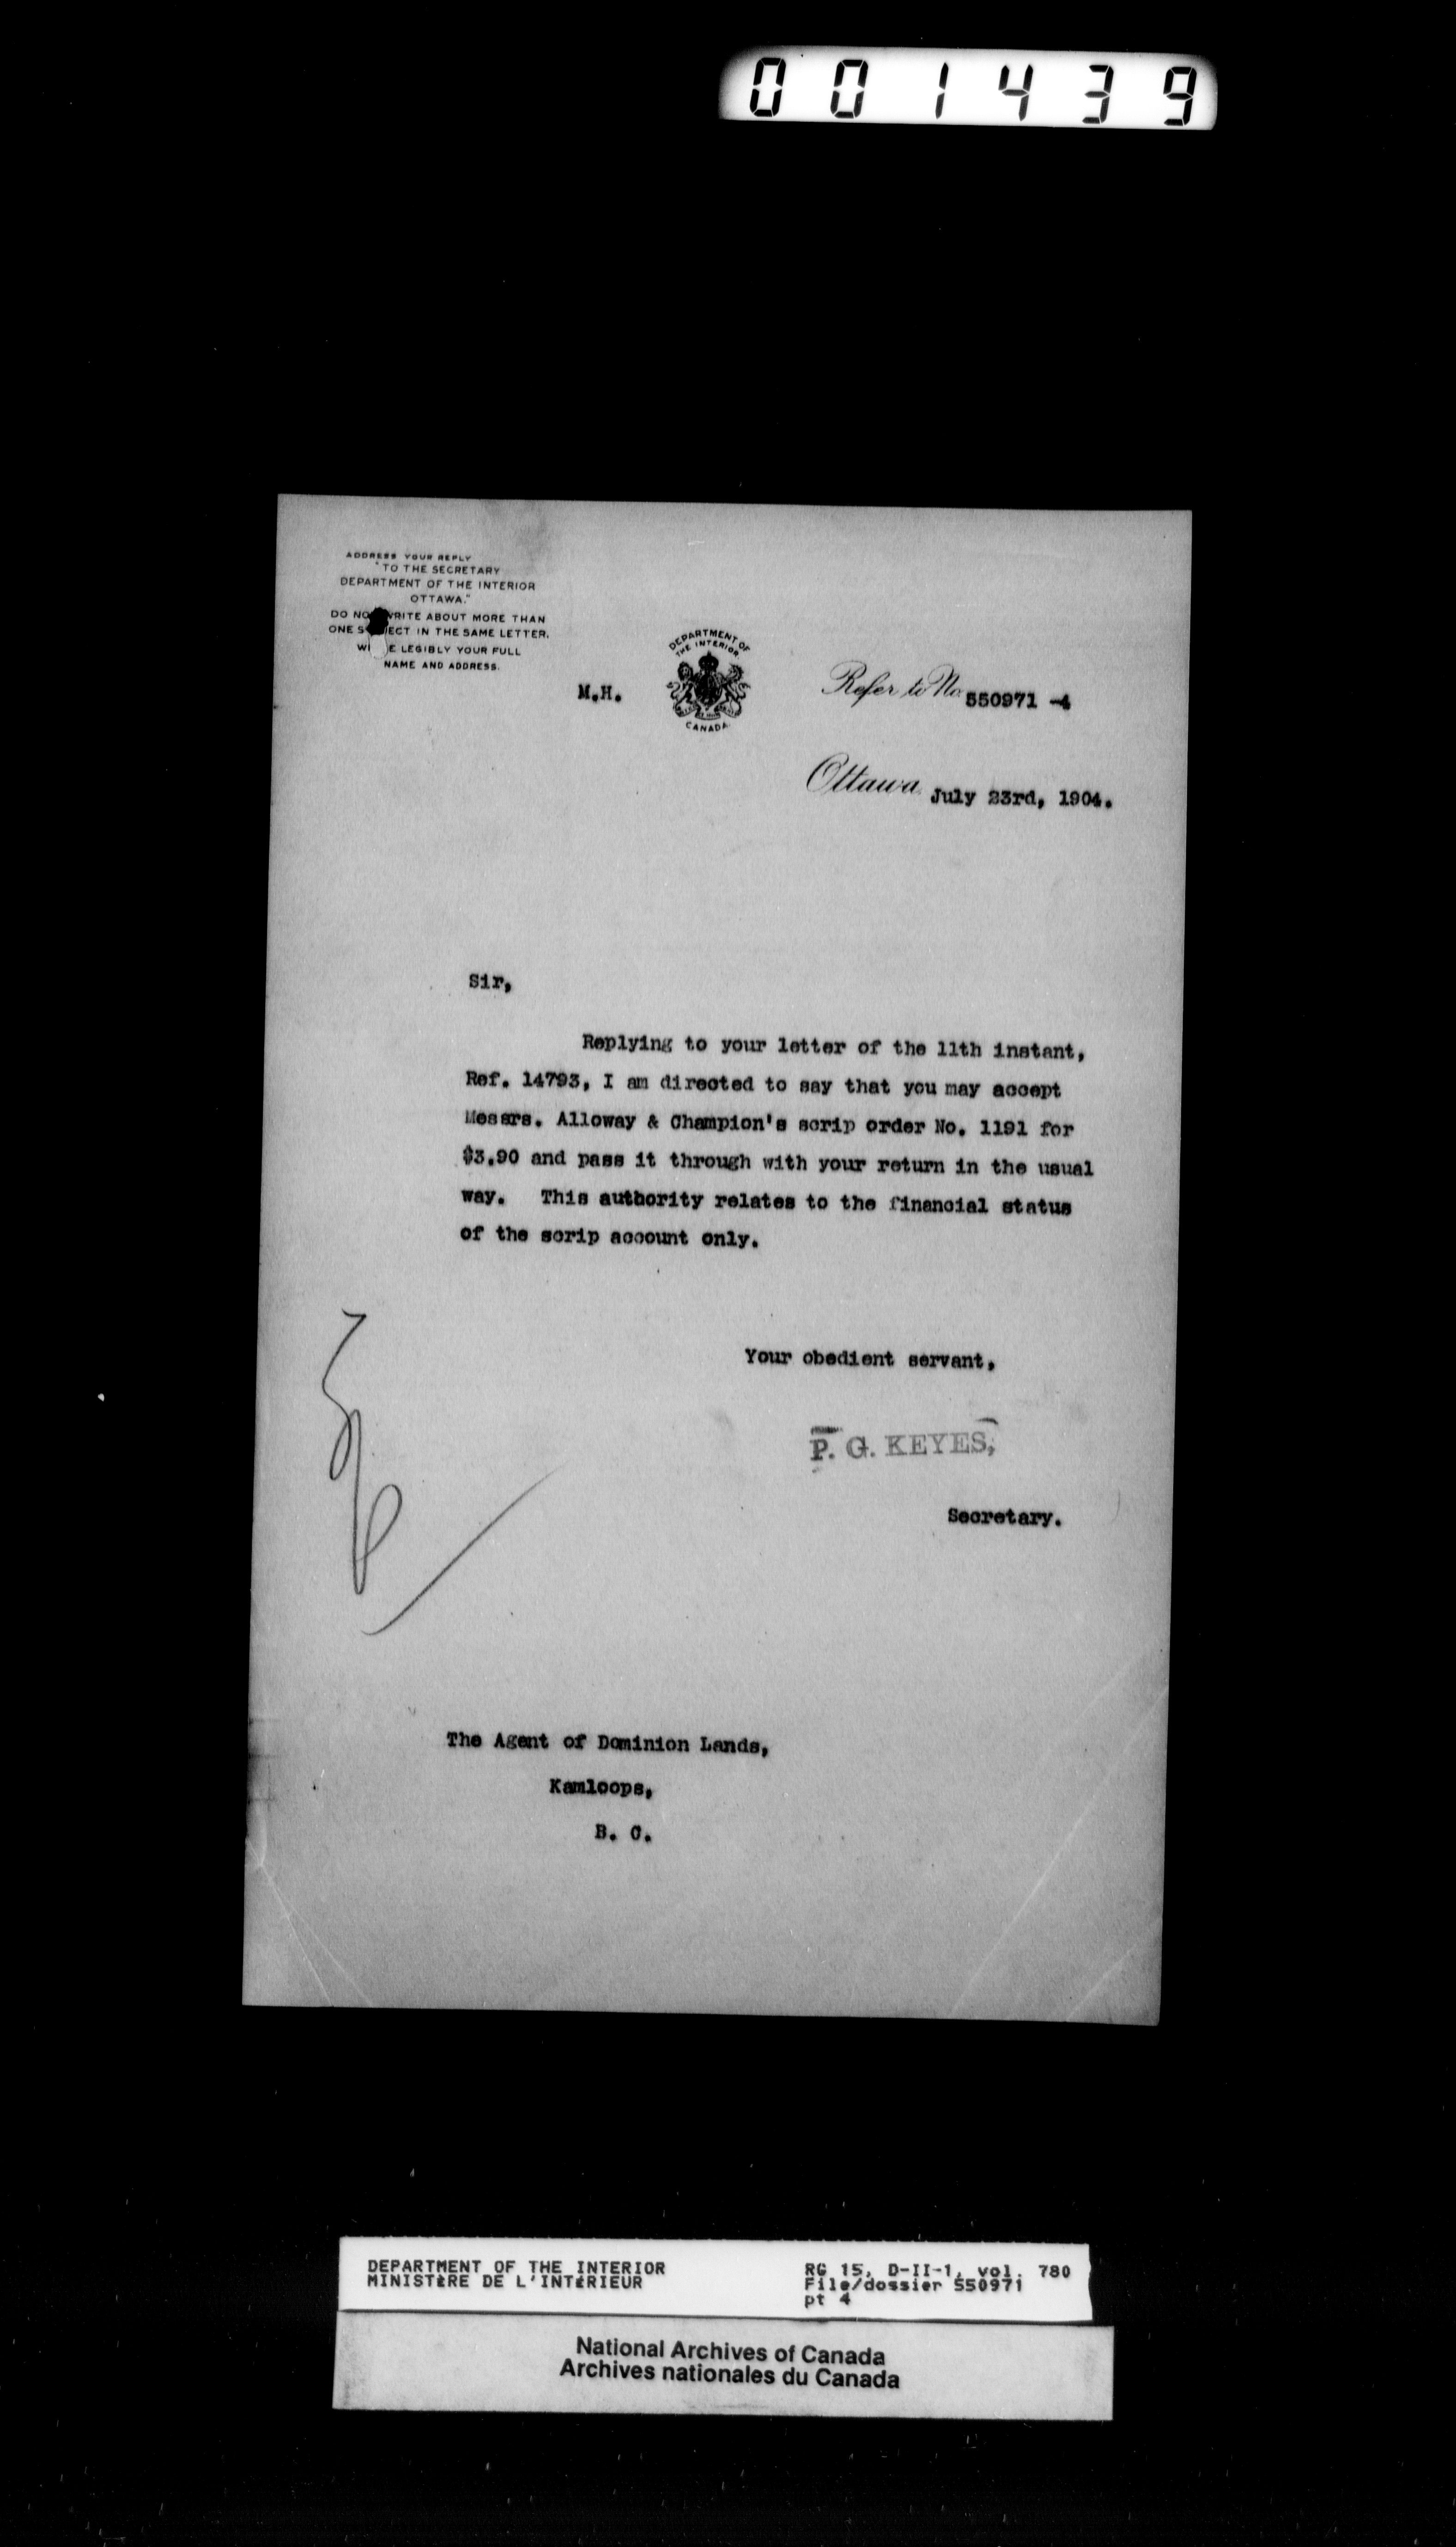 001439
ADDRESS YOUR REPLY
"TO THE SECRETARY
DEPARTMENT OF THE INTERIOR
OTTAWA."
DO NO WRITE ABOUT MORE THAN
ONE S JECT IN THE SAME LETTER.
W E LEGIBLY YOUR FULL
NAME AND ADDRESS.
DEPARTMENT OF
THE INTERIOR
CANADA
M.H.
Refer to No. 550971 -4
Ottawa July 23rd, 1904.
Sir,
Replying to your letter of the 11th instant,
Ref. 14793, I am directed to say that you may accept
Messrs. Alloway & Champion's scrip order No. 1191 for
$3.90 and pass it through with your return in the usual
way. This authority relates to the financial status
of the scrip account only.
Your obedient servant,
P. G. KEYES,
Secretary.
The Agent of Dominion Lands,
Kamloops,
B. C.
DEPARTMENT OF THE INTERIOR
MINISTÈRE DE L'INTÉRIEUR
RG 15, D-II-1, vol. 780
File/dossier 550971
pt 4
National Archives of Canada
Archives nationales du Canada